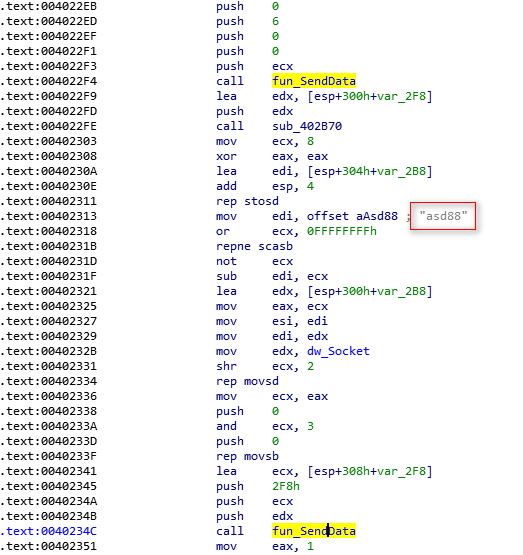 .text:004022EB push 0
.text:004022ED push 6
.text:004022EF push 0
.text:004022F1 push 0
.text:004022F3 push ecx
.text:004022F4 call fun_SendData
.text:004022F9 lea edx, [esp+300h+var_2F8]
.text:004022FD push edx
.text:004022FE call sub_402B70
.text:00402303 mov ecx, 8
.text:00402308 xor eax, eax
.text:0040230A lea edi, [esp+304h+var_2B8]
.text:0040230E add esp, 4
.text:00402311 rep stosd
.text:00402313 mov edi, offset aAsd88 ; "asd88"
.text:00402318 or ecx, 0FFFFFFFFh
.text:0040231B repne scasb
.text:0040231D not ecx
.text:0040231F sub edi, ecx
.text:00402321 lea edx, [esp+300h+var_2B8]
.text:00402325 mov eax, ecx
.text:00402327 mov esi, edi
.text:00402329 mov edi, edx
.text:0040232B mov edx, dw_Socket
.text:00402331 shr ecx, 2
.text:00402334 rep movsd
.text:00402336 mov ecx, eax
.text:00402338 push 0
.text:0040233A and ecx, 3
.text:0040233D push 0
.text:0040233F rep movsb
.text:00402341 lea ecx, [esp+308h+var_2F8]
.text:00402345 push 2F8h
.text:0040234A push ecx
.text:0040234B push edx
.text:0040234C call fun_SendData
.text:00402351 mov eax, 1